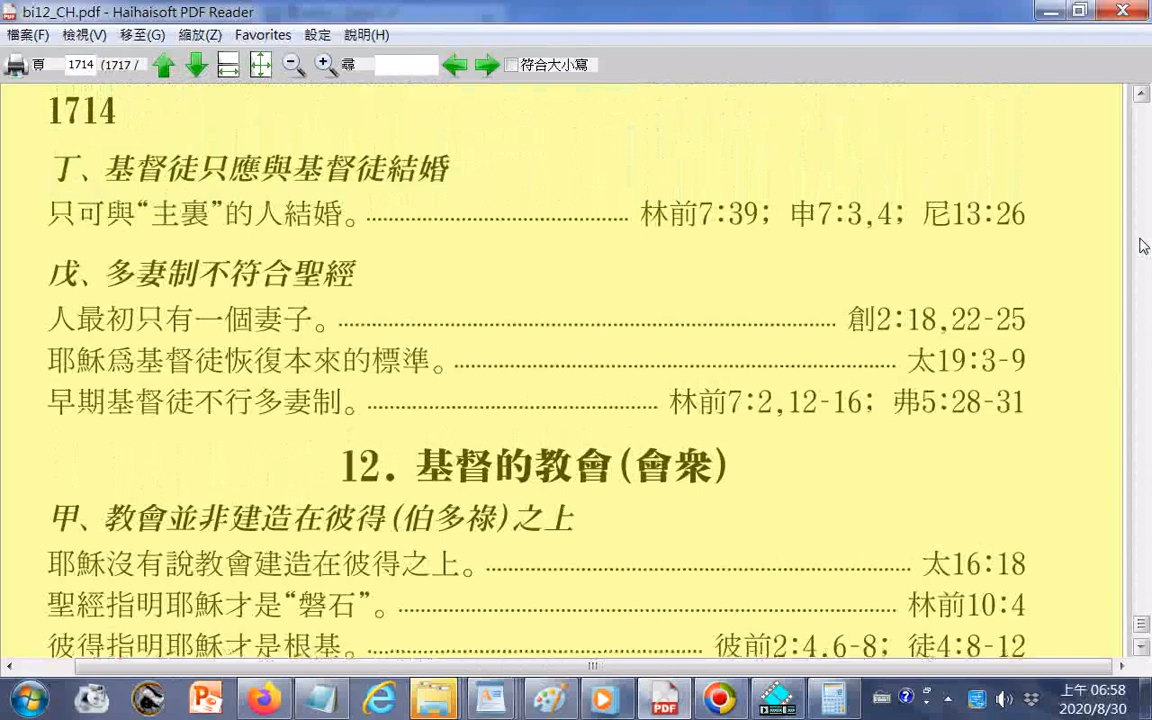 bi12_CH.pdf - Haihaisoft PDF Reader
檔案(F) 檢視(V) 移至(G) 縮放(Z) Favorites 設定 說明(H)
頁 1714 (1717 / 尋 符合大小寫
1714
丁、基督徒只應與基督徒結婚
只可與“主裏”的人結婚。 林前7:39; 申7:3,4; 尼13:26
戊、多妻制不符合聖經
人最初只有一個妻子。 創2:18,22-25
耶穌爲基督徒恢復本來的標準。 太19:3-9
早期基督徒不行多妻制。 林前7:2,12-16; 弗5:28-31
12. 基督的教會(會衆)
甲、教會並非建造在彼得(伯多祿)之上
耶穌沒有說教會建造在彼得之上。 太16:18
聖經指明耶穌才是“磐石”。 林前10:4
彼得指明耶穌才是根基。 彼前2:4,6-8; 徒4:8-12
上午 06:58
2020/8/30